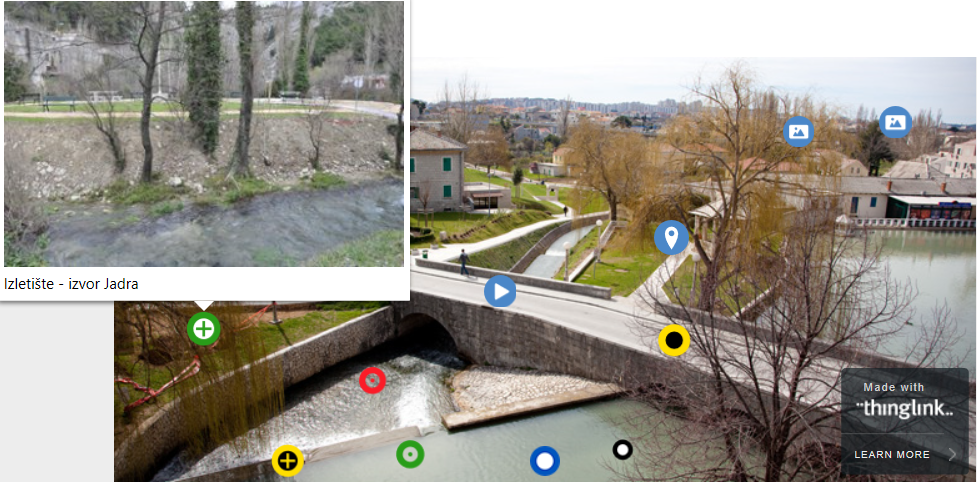 Izletište - izvor Jadra
Made with
¨thinglink..
LEARN MORE